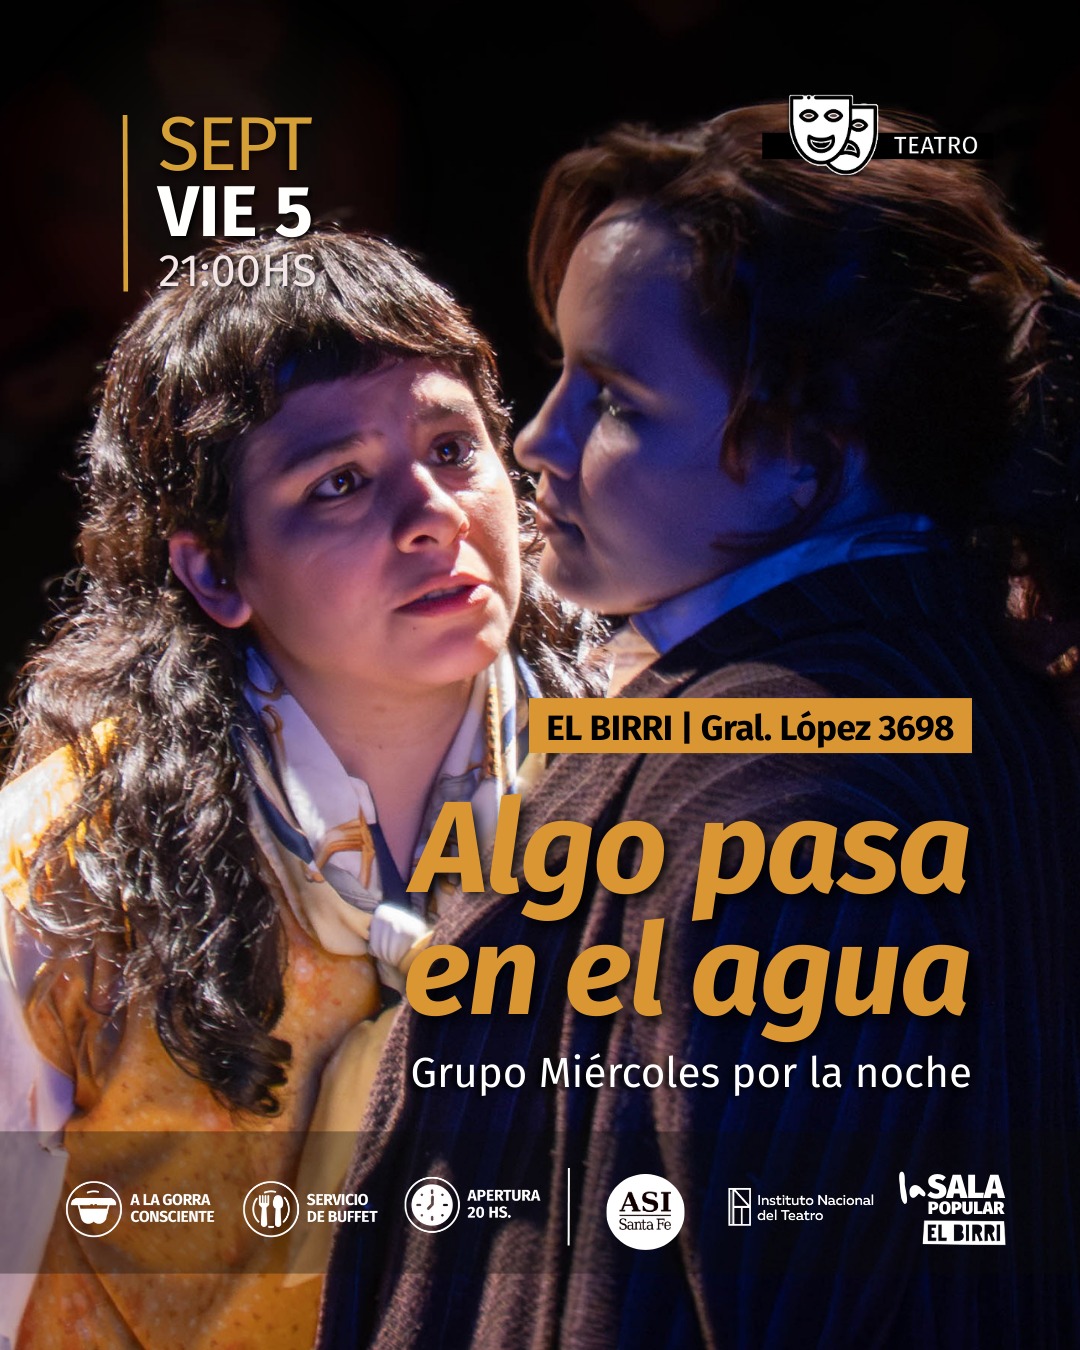 SEPT
VIE 5
21:00HS
TEATRO
EL BIRRI | Gral. López 3698
Algo pasa
en el agua
Grupo Miércoles por la noche
A LA GORRA
CONSCIENTE
SERVICIO
DE BUFFET
APERTURA
20 HS.
ASI
Santa Fe
Instituto Nacional
del Teatro
la SALA
POPULAR
EL BIRRI